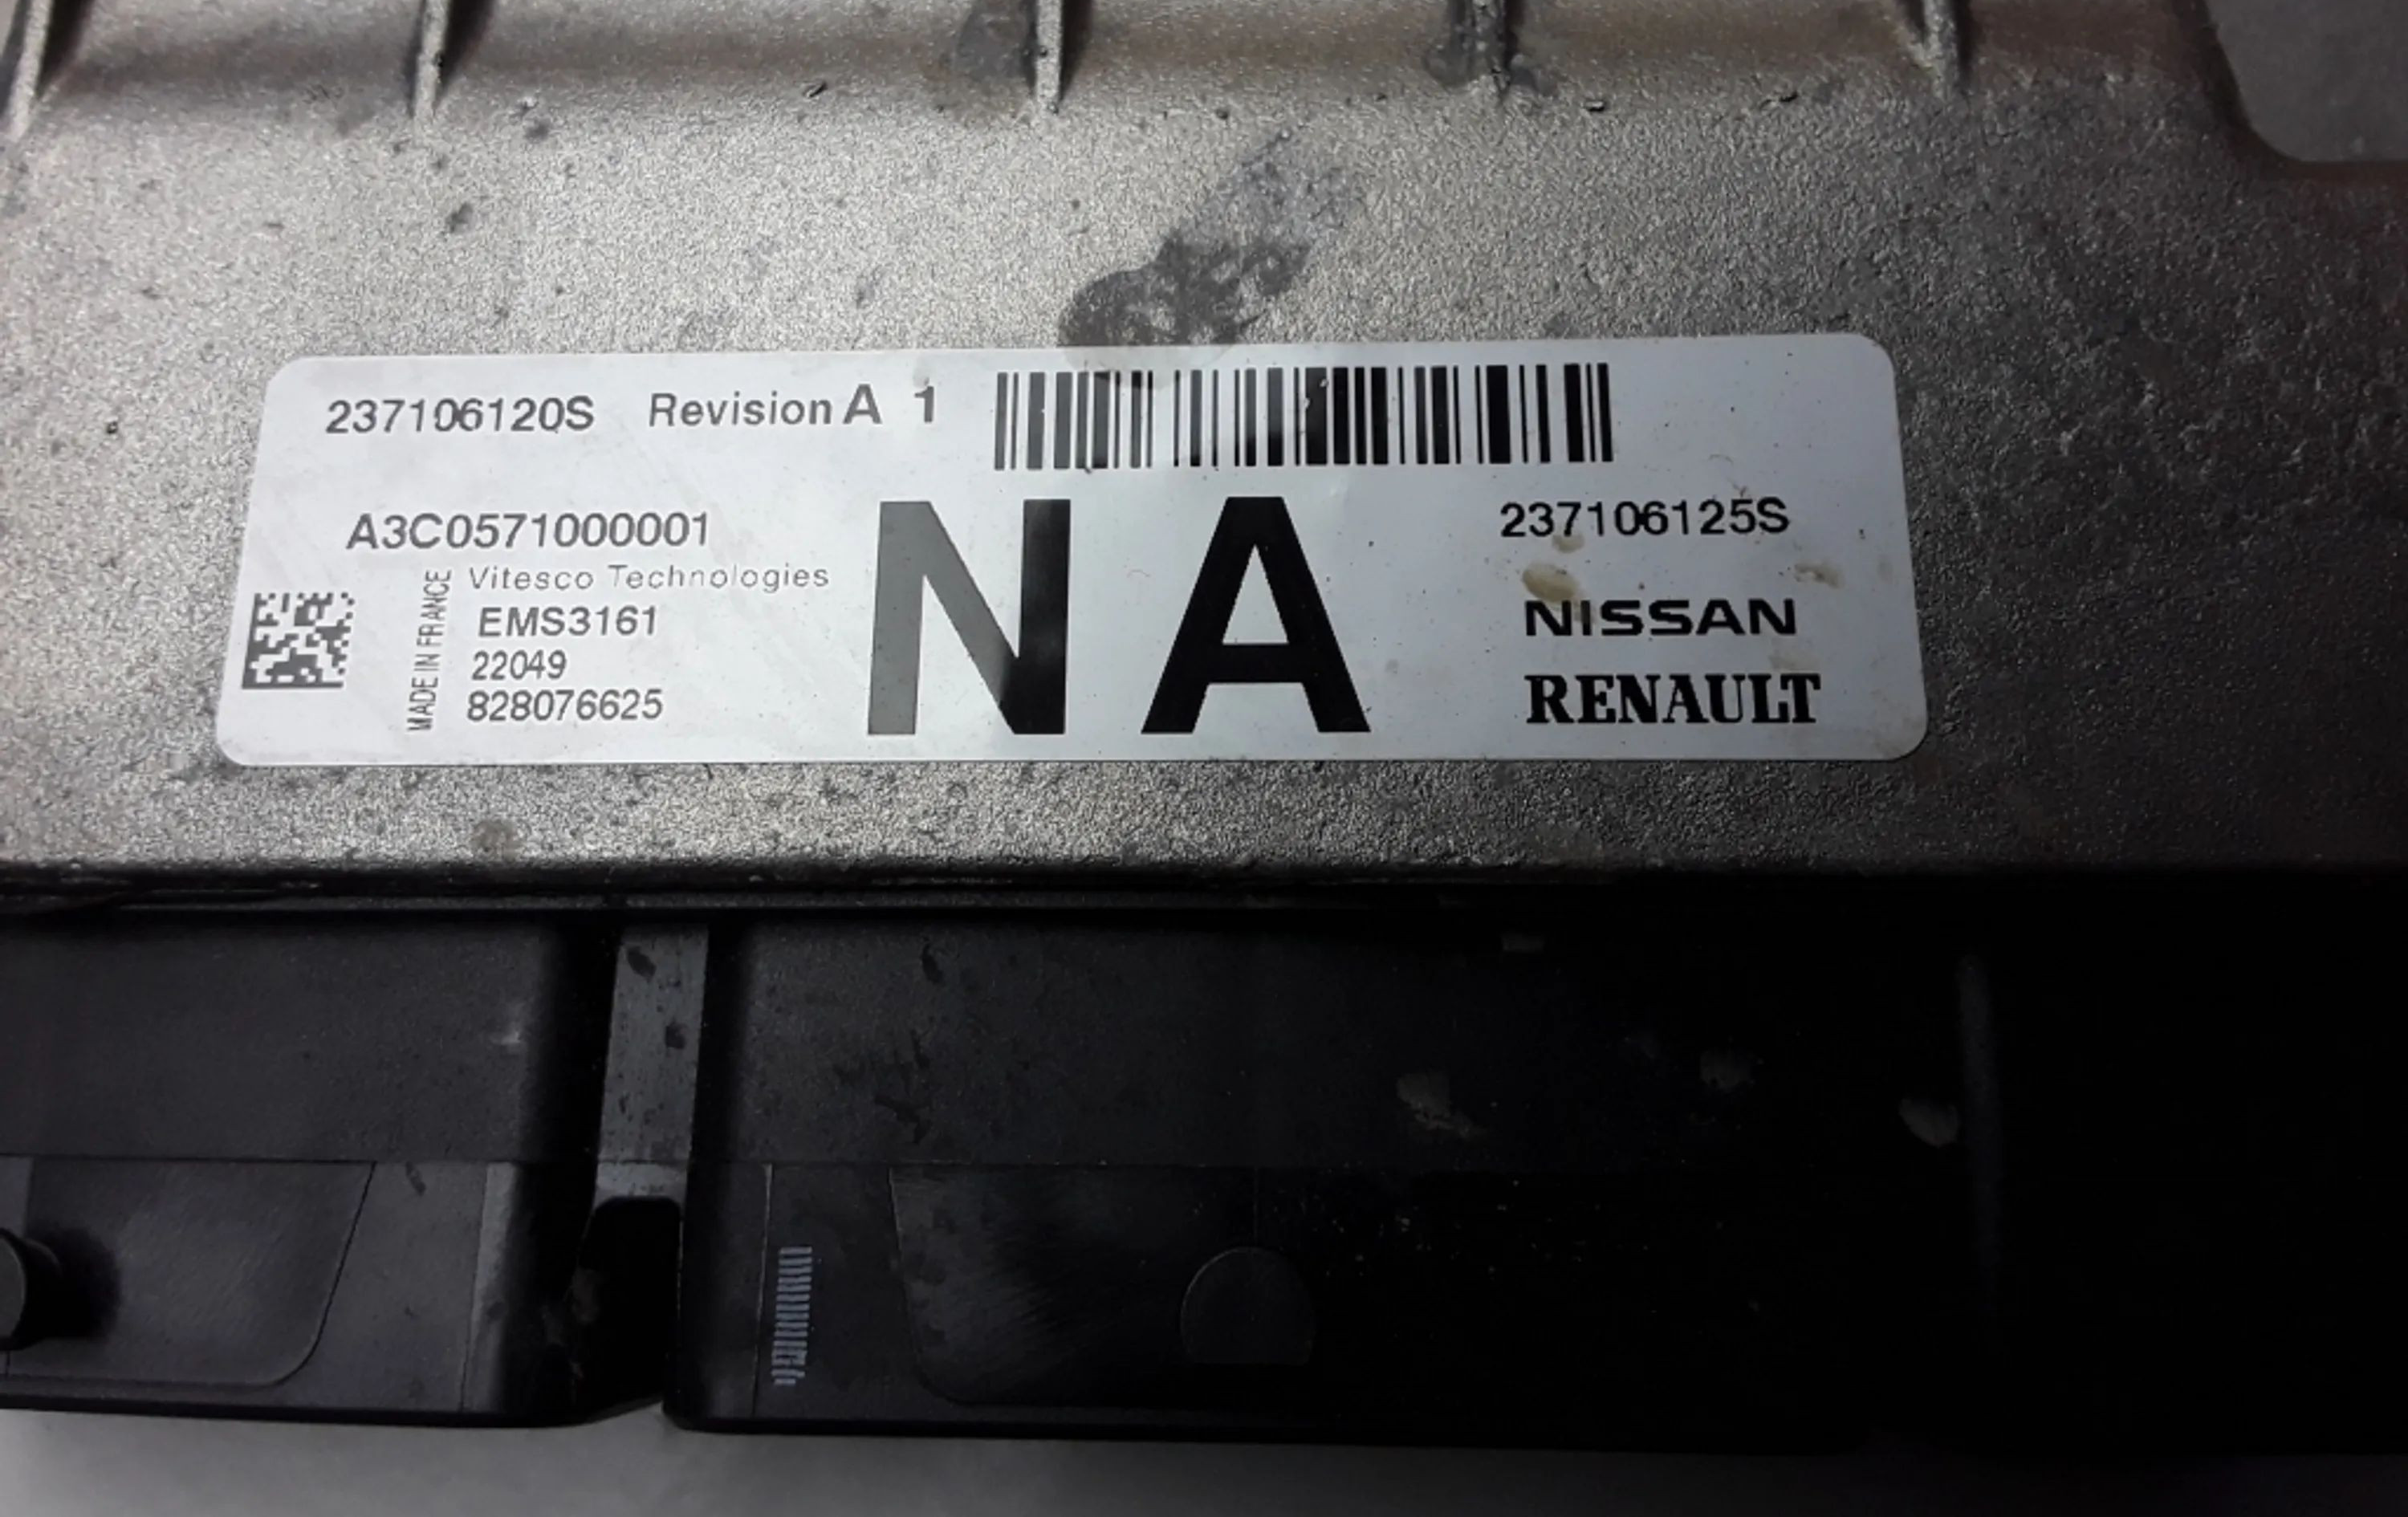 237106120S Revision A 1
A3C0571000001
237106125S
MADE IN FRANCE
Vitesco Technologies
EMS3161
22049
828076625
NA
NISSAN
RENAULT